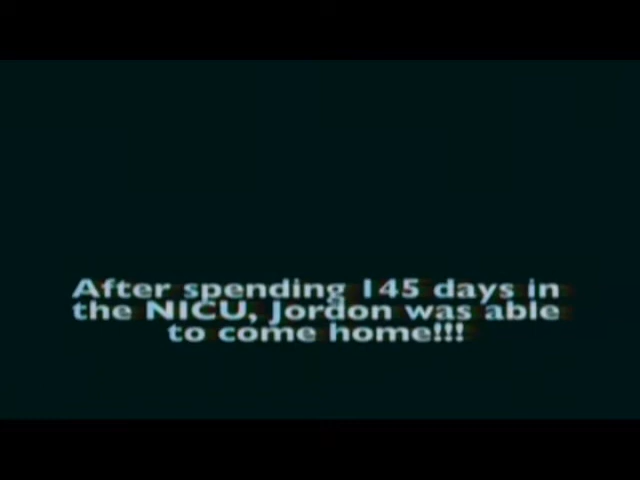 After spending 145 days in
the NICU, Jordon was able
to come home!!!